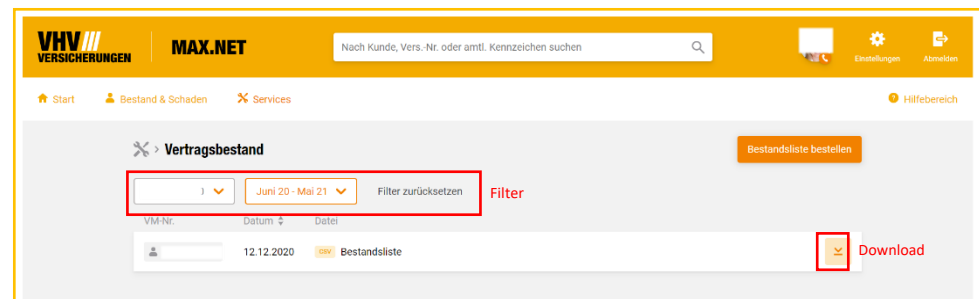 VHV
VERSICHERUNGEN
MAX.NET
Nach Kunde, Vers.-Nr. oder amtl. Kennzeichen suchen
Einstellungen
Abmelden
Start
Bestand & Schaden
Services
Hilfebereich
Vertragsbestand
Bestandsliste bestellen
Juni 20 - Mai 21
Filter zurücksetzen
Filter
VM-Nr.
Datum
Datei
12.12.2020
CSV
Bestandsliste
Download